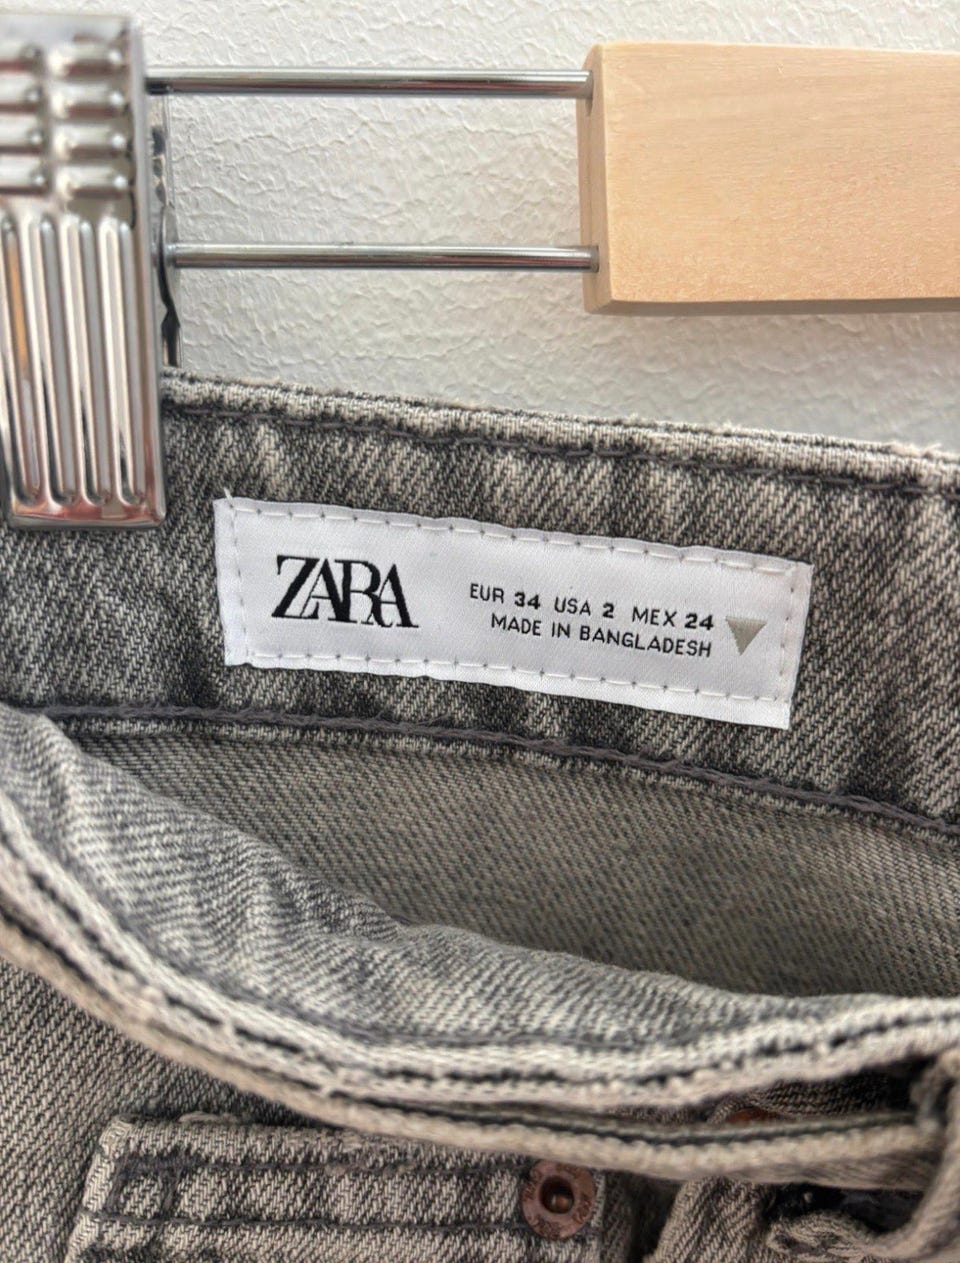 ZARA
EUR 34 USA 2 MEX 24
MADE IN BANGLADESH